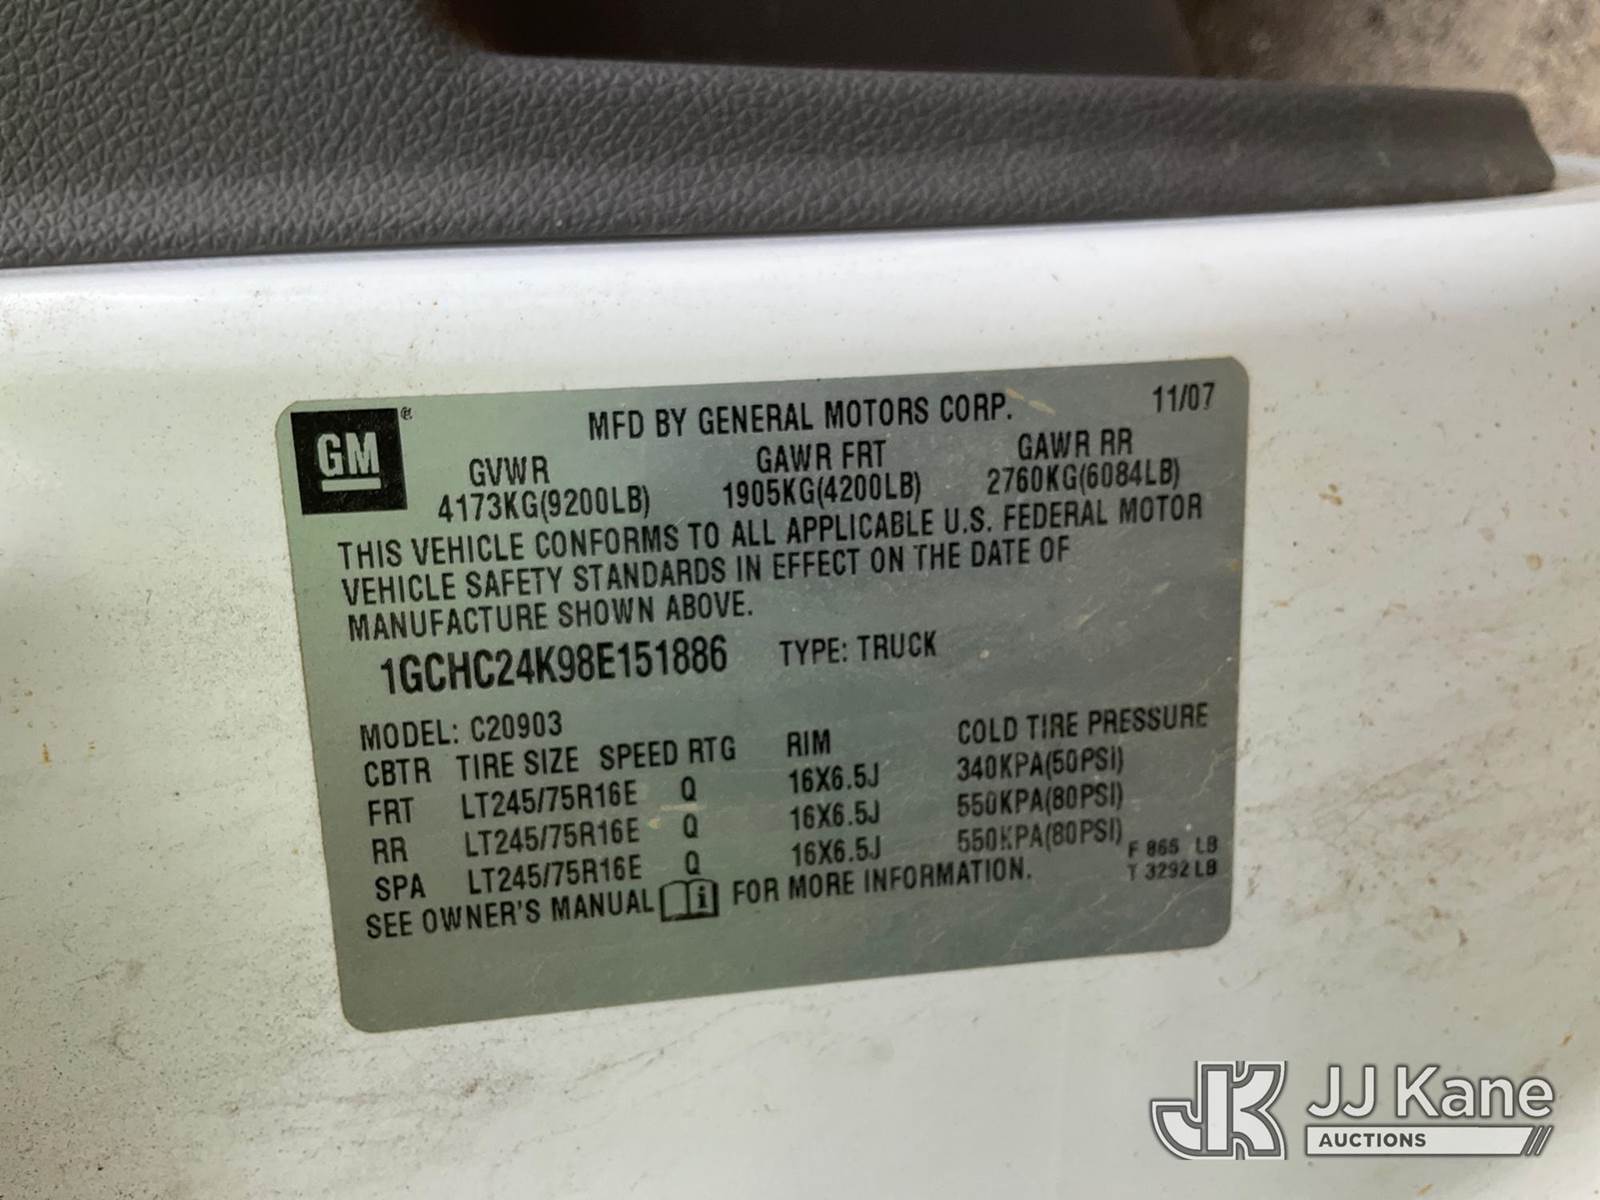 GM®
MFD BY GENERAL MOTORS CORP. 11/07
GVWR GAWR FRT GAWR RR
4173KG(9200LB) 1905KG(4200LB) 2760KG(6084LB)
THIS VEHICLE CONFORMS TO ALL APPLICABLE U.S. FEDERAL MOTOR
VEHICLE SAFETY STANDARDS IN EFFECT ON THE DATE OF
MANUFACTURE SHOWN ABOVE.
1GCHC24K98E151886 TYPE: TRUCK
MODEL: C20903
CBTR TIRE SIZE SPEED RTG RIM COLD TIRE PRESSURE
FRT LT245/75R16E Q 16X6.5J 340KPA(50PSI)
RR LT245/75R16E Q 16X6.5J 550KPA(80PSI)
SPA LT245/75R16E Q 16X6.5J 550KPA(80PSI)
F 865 LB
T 3292 LB
SEE OWNER'S MANUAL FOR MORE INFORMATION.
JJ Kane
AUCTIONS